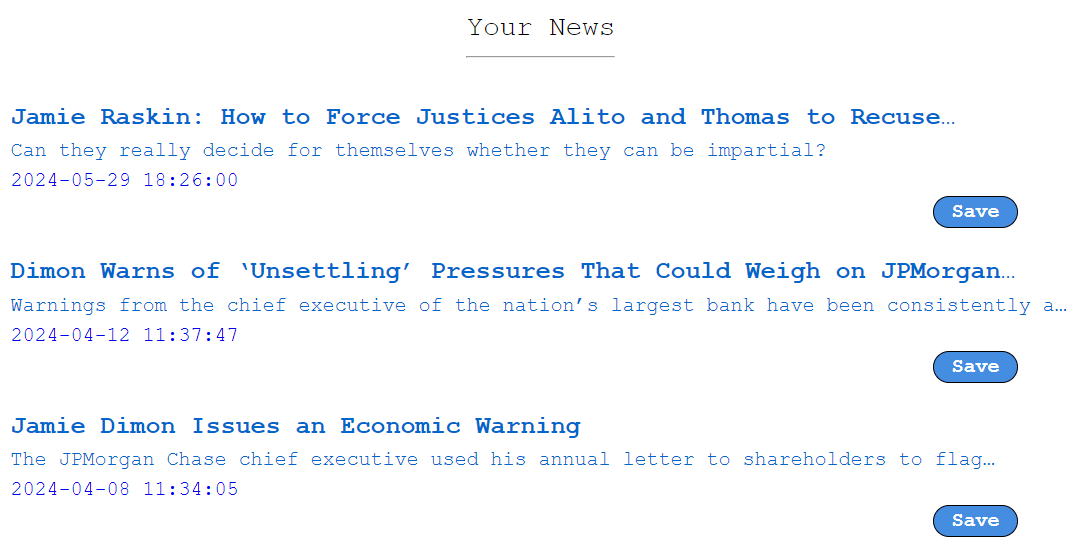 Your News
Jamie Raskin: How to Force Justices Alito and Thomas to Recuse…
Can they really decide for themselves whether they can be impartial?
2024-05-29 18:26:00
Save
Dimon Warns of ‘Unsettling’ Pressures That Could Weigh on JPMorgan…
Warnings from the chief executive of the nation’s largest bank have been consistently a…
2024-04-12 11:37:47
Save
Jamie Dimon Issues an Economic Warning
The JPMorgan Chase chief executive used his annual letter to shareholders to flag…
2024-04-08 11:34:05
Save